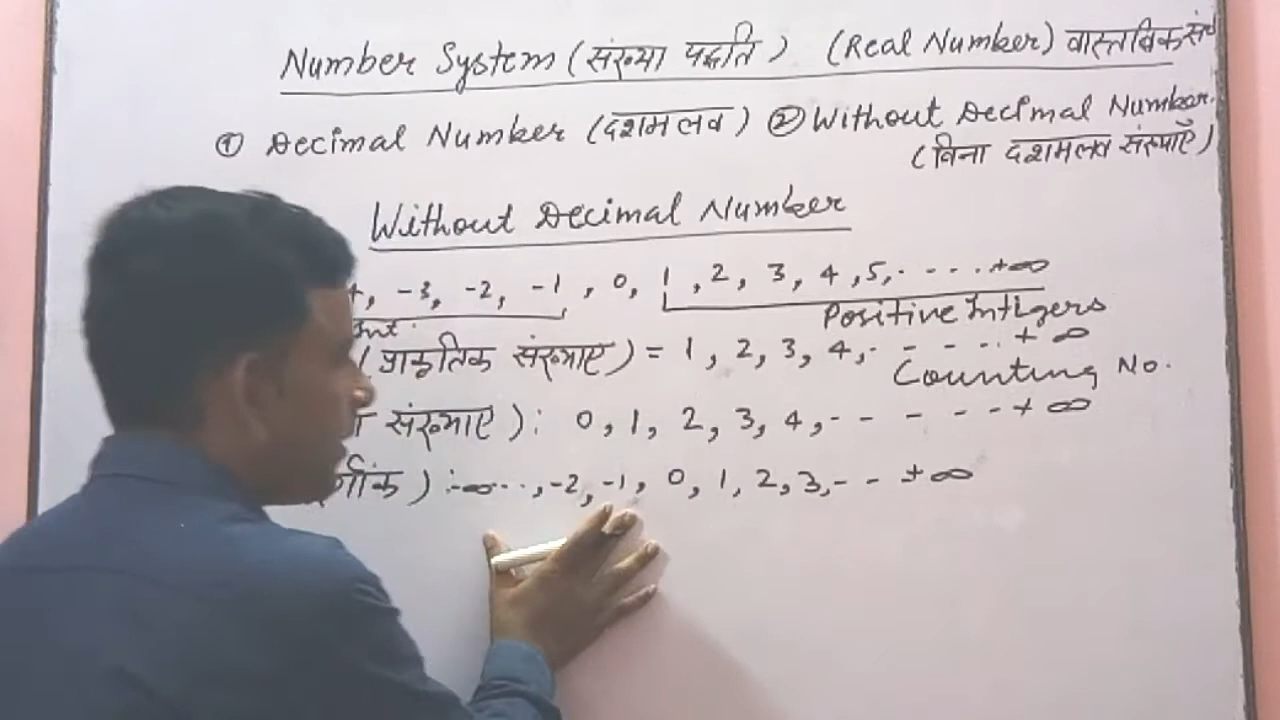 Number System (संख्या पद्धति) (Real Number) वास्तविक
① Decimal Number (दशमलव) ② Without Decimal Number.
(विना दशमलव संख्याएँ)
Without Decimal Number
, -3, -2, -1, 0, 1, 2, 3, 4, 5, . . . . +∞
Int. Positive Intigers
(प्राकृतिक संख्याए) = 1, 2, 3, 4, - - - - . . + ∞
Counting No.
संख्याए) : 0, 1, 2, 3, 4, - - - - - + ∞
) :-∞ . . . , -2, -1, 0, 1, 2, 3, - - + ∞